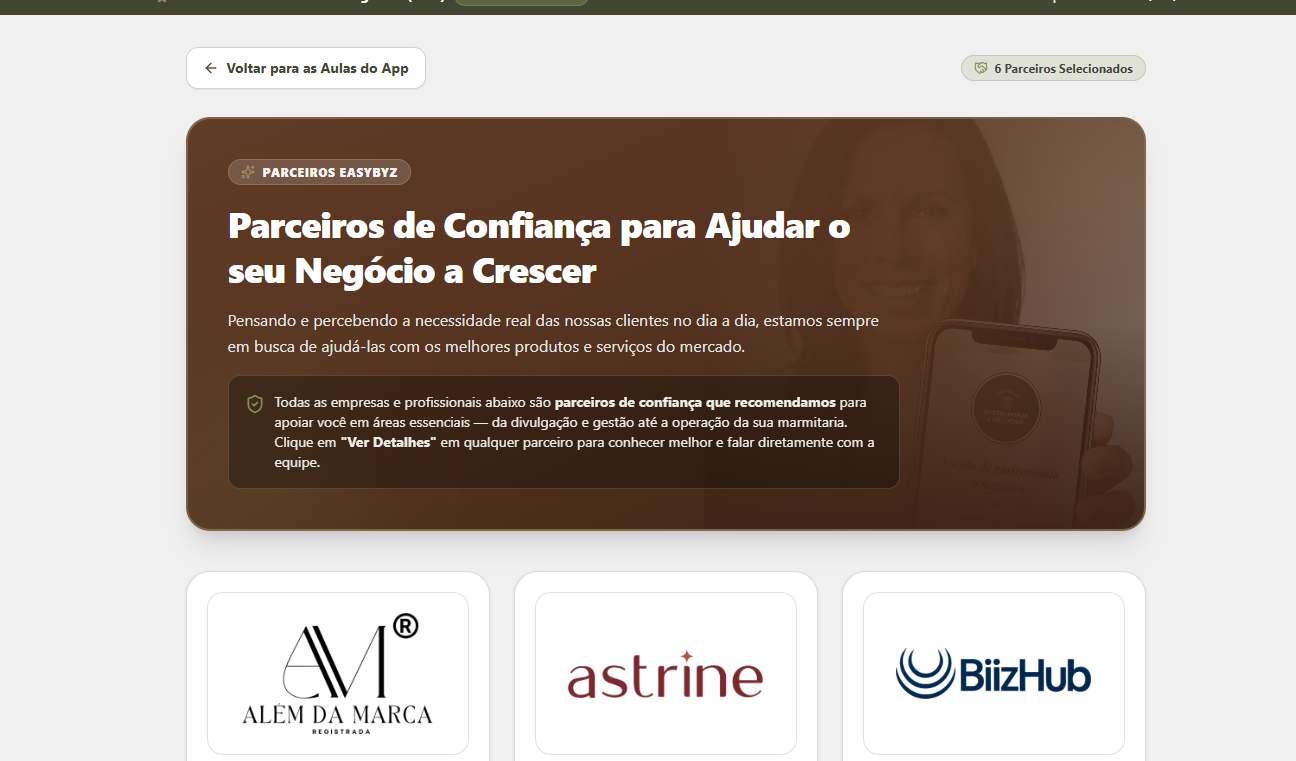 Voltar para as Aulas do App
6 Parceiros Selecionados
PARCEIROS EASYBYZ
Parceiros de Confiança para Ajudar o
seu Negócio a Crescer
Pensando e percebendo a necessidade real das nossas clientes no dia a dia, estamos sempre
em busca de ajudá-las com os melhores produtos e serviços do mercado.
Todas as empresas e profissionais abaixo são parceiros de confiança que recomendamos para
apoiar você em áreas essenciais — da divulgação e gestão até a operação da sua marmitaria.
Clique em "Ver Detalhes" em qualquer parceiro para conhecer melhor e falar diretamente com a
equipe.
Escola de gastronomia
e negócios
AM®
ALÉM DA MARCA
REGISTRADA
astrine
BiizHub